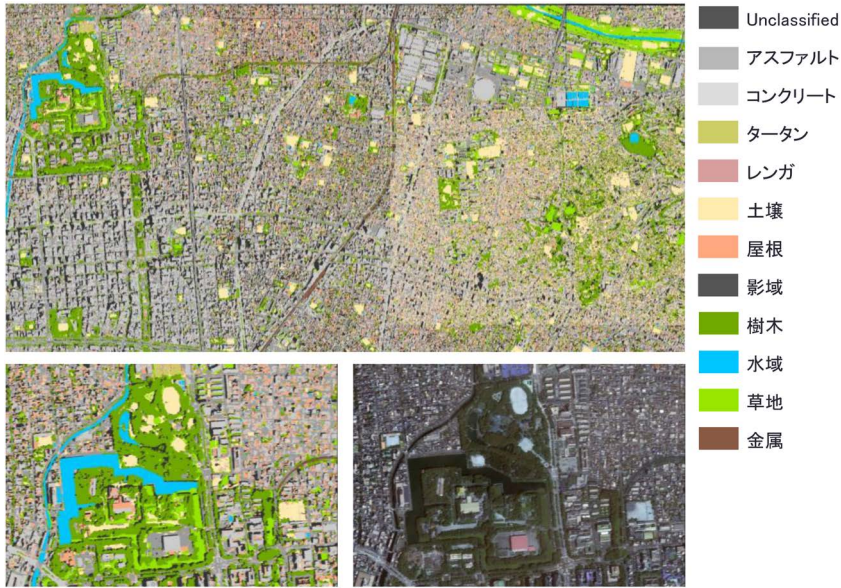 Unclassified
アスファルト
コンクリート
タータン
レンガ
土壌
屋根
影域
樹木
水域
草地
金属